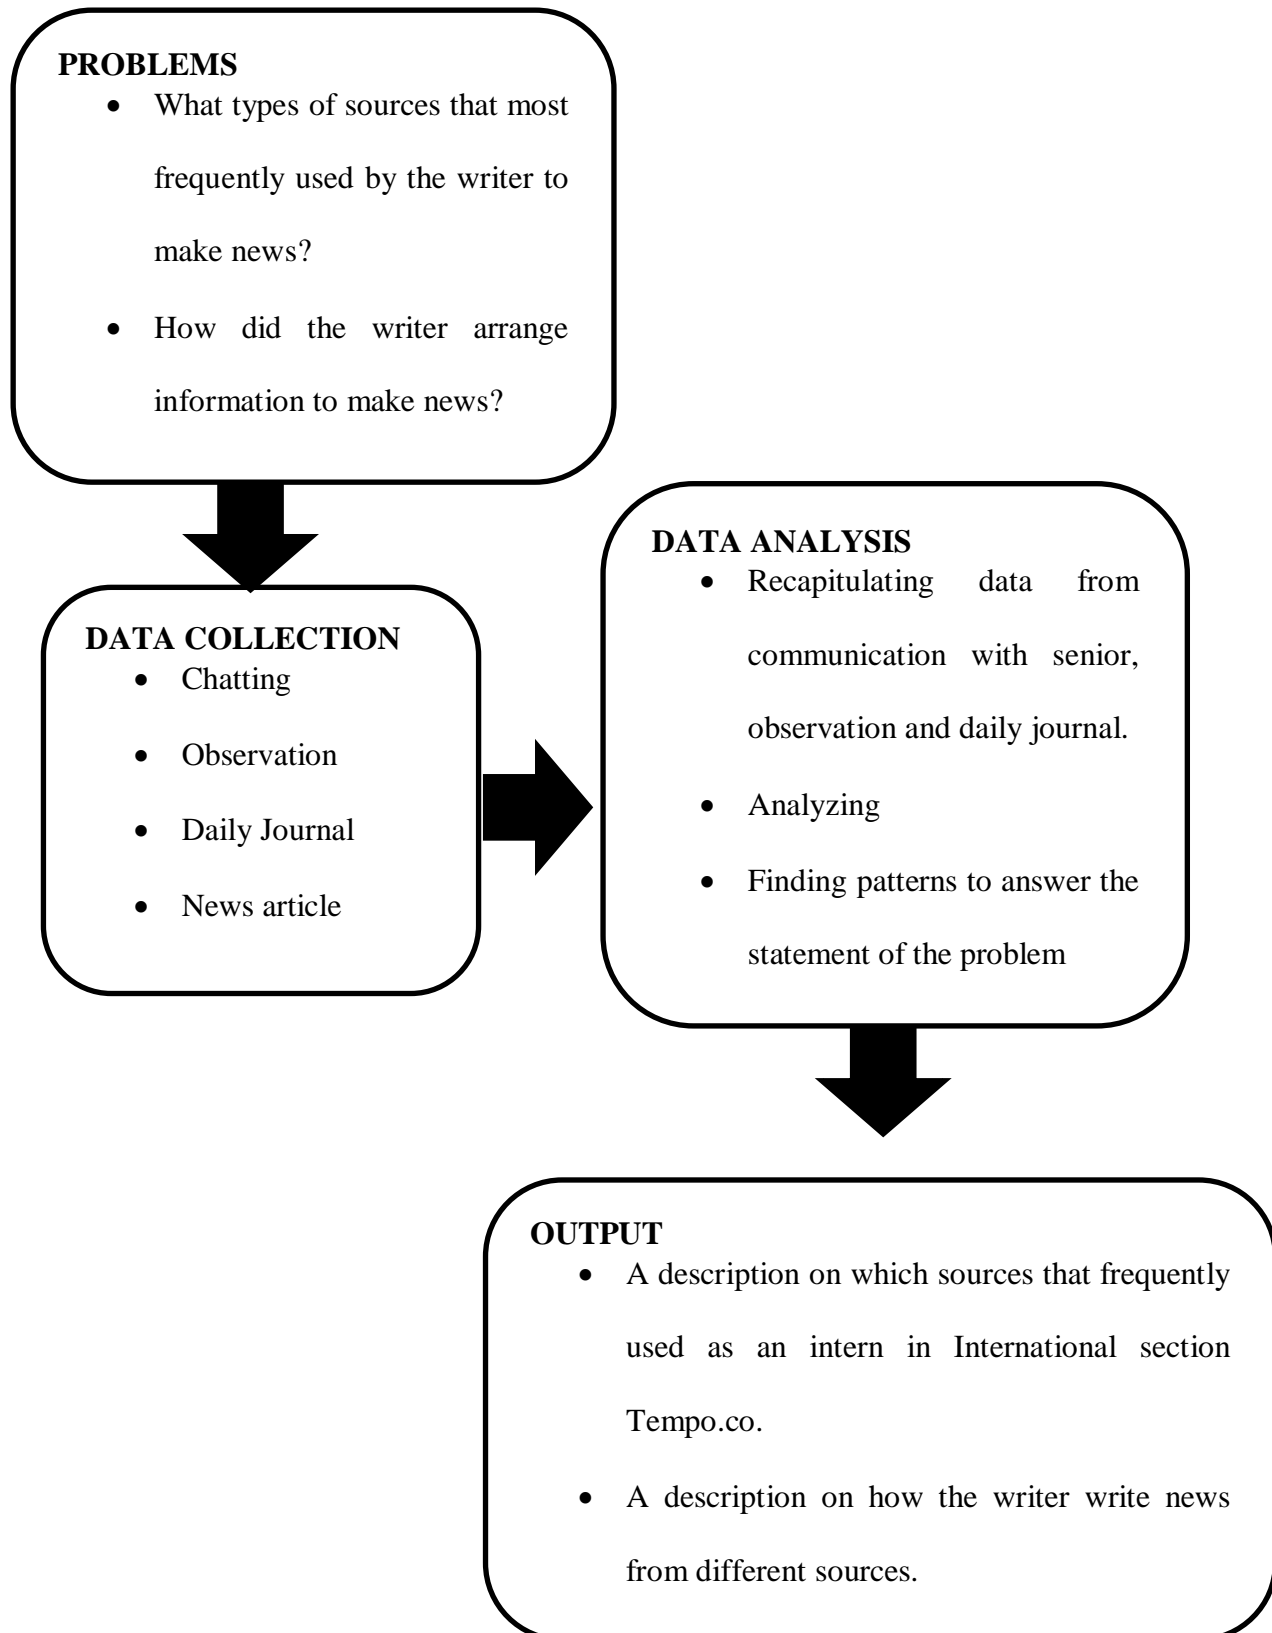 PROBLEMS
• What types of sources that most
frequently used by the writer to
make news?
• How did the writer arrange
information to make news?
DATA COLLECTION
• Chatting
• Observation
• Daily Journal
• News article
DATA ANALYSIS
• Recapitulating data from
communication with senior,
observation and daily journal.
• Analyzing
• Finding patterns to answer the
statement of the problem
OUTPUT
• A description on which sources that frequently
used as an intern in International section
Tempo.co.
• A description on how the writer write news
from different sources.